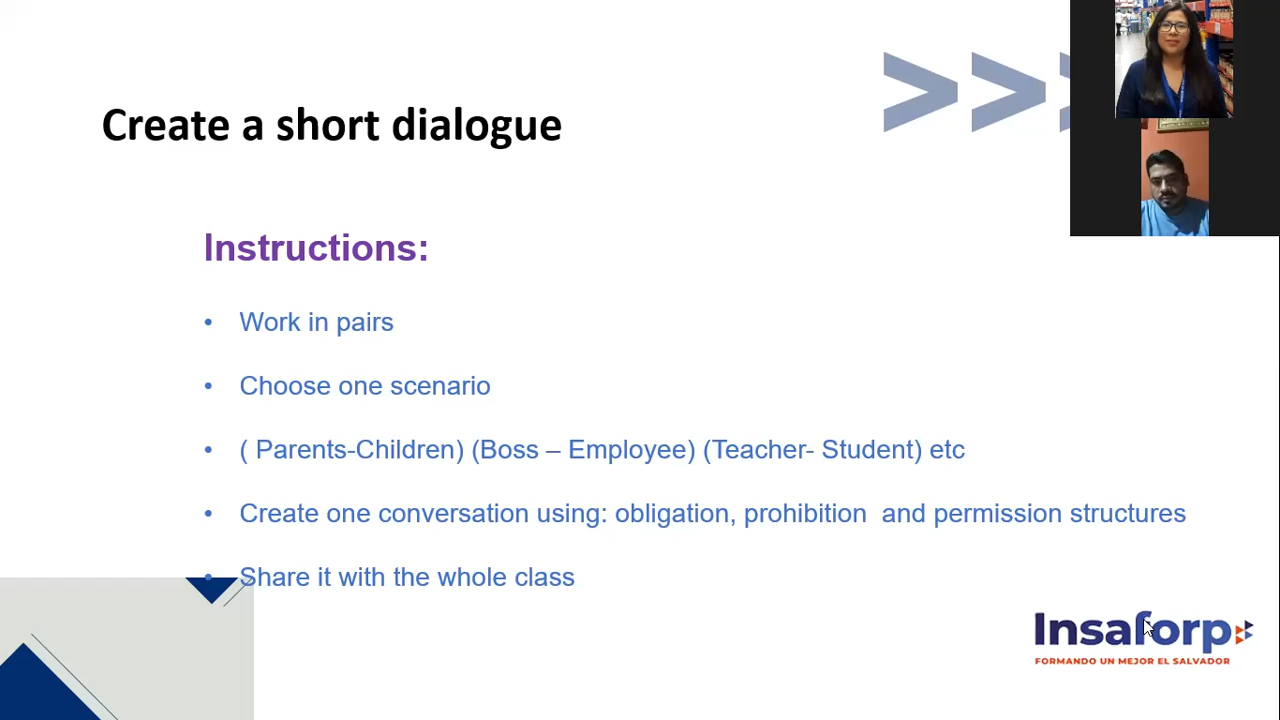 Create a short dialogue
Instructions:
• Work in pairs
• Choose one scenario
• ( Parents-Children) (Boss – Employee) (Teacher- Student) etc
• Create one conversation using: obligation, prohibition  and permission structures
• Share it with the whole class
Insaforp
FORMANDO UN MEJOR EL SALVADOR